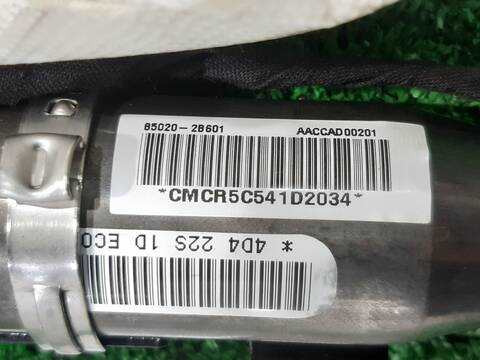 85020-2B601 AACCAD00201
*CMCR5C541D2034*
* 4D4 22S 1D ECO